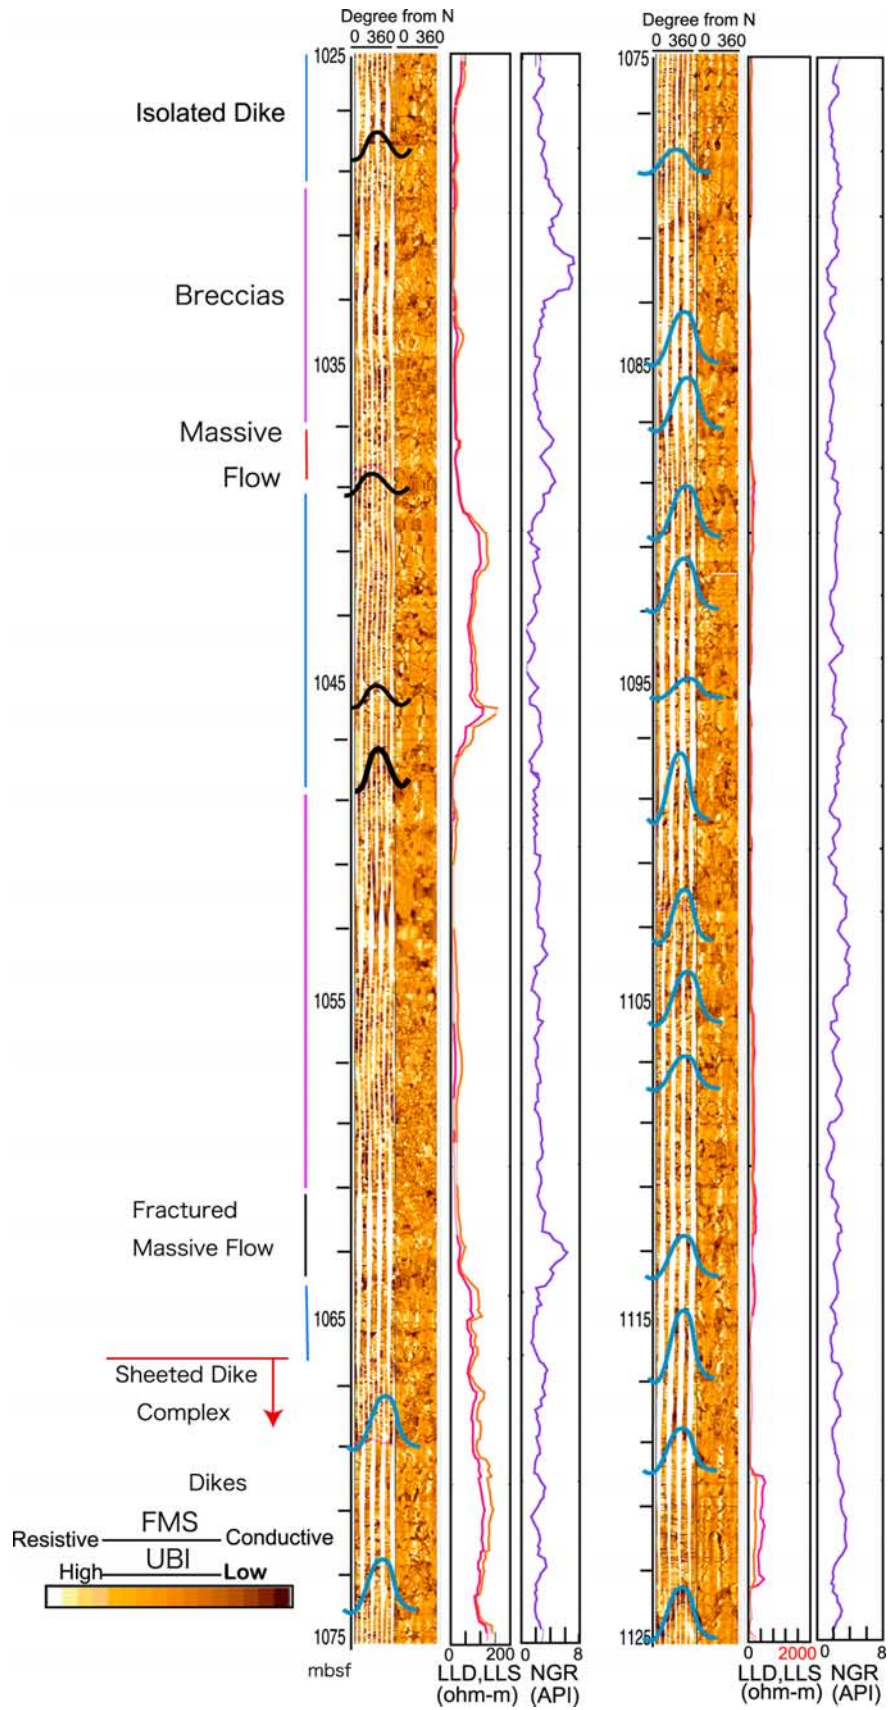 Degree from N
0 360 0 360
1025
Isolated Dike
Breccias
1035
Massive
Flow
1045
1055
Fractured
Massive Flow
1065
Sheeted Dike
Complex
Dikes
FMS
Resistive Conductive
UBI
High Low
1075
mbsf
0 200
LLD,LLS
(ohm-m)
0 8
NGR
(API)
Degree from N
0 360 0 360
1075
1085
1095
1105
1115
1125
0 2000
LLD,LLS
(ohm-m)
0 8
NGR
(API)